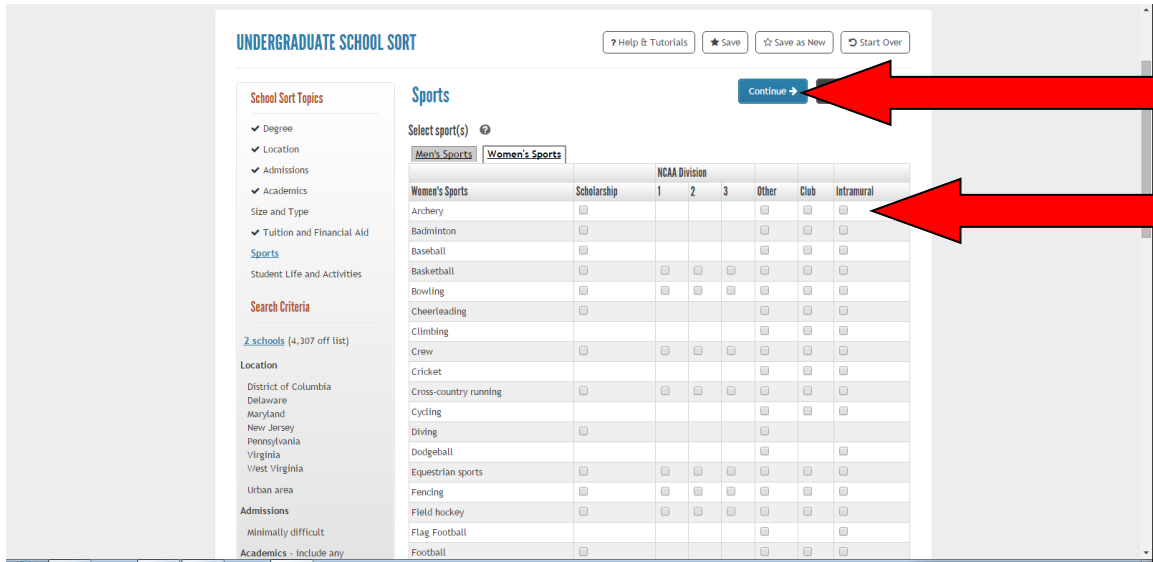 UNDERGRADUATE SCHOOL SORT
? Help & Tutorials ★ Save ☆ Save as New Start Over
School Sort Topics
✔ Degree
✔ Location
✔ Admissions
✔ Academics
Size and Type
✔ Tuition and Financial Aid
Sports
Student Life and Activities
Search Criteria
2 schools (4,307 off list)
Location
District of Columbia
Delaware
Maryland
New Jersey
Pennsylvania
Virginia
West Virginia
Urban area
Admissions
Minimally difficult
Academics - include any
Sports
Continue →
Select sport(s) ?
Men's Sports Women's Sports
NCAA Division
Women's Sports Scholarship 1 2 3 Other Club Intramural
Archery
Badminton
Baseball
Basketball
Bowling
Cheerleading
Climbing
Crew
Cricket
Cross-country running
Cycling
Diving
Dodgeball
Equestrian sports
Fencing
Field hockey
Flag Football
Football